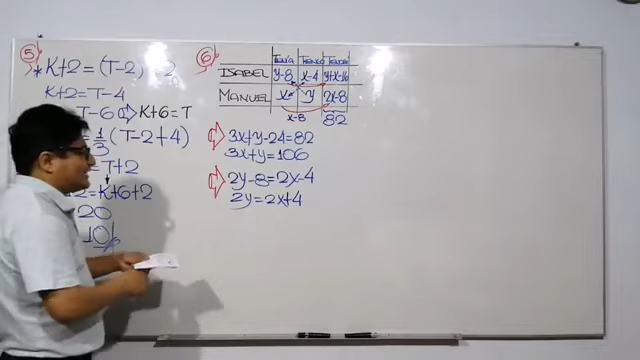 5
* K+2=(T-2) 2
K+2=T-4
T-6 ⇨ K+6=T
=1/3(T-2+4)
=T+2
2=K+6+2
20
10
6
TENÍA TENGO TENDRÉ
ISABEL y-8 x-4 y+x-16
MANUEL x y 2x-8
x-8 82
⇨ 3x+y-24=82
3x+y=106
⇨ 2y-8=2x-4
2y=2x+4